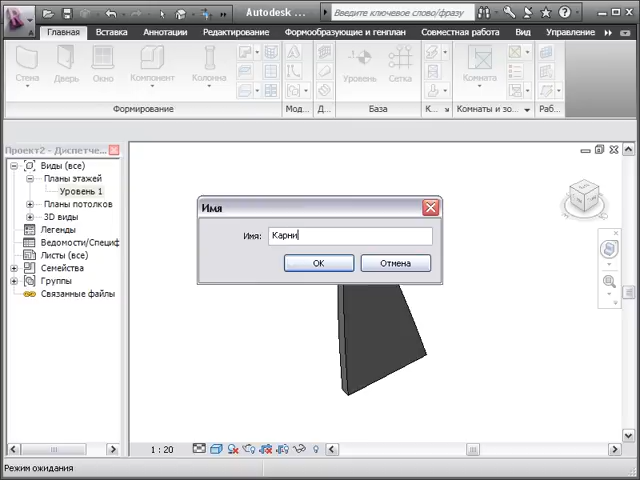 Autodesk ... Введите ключевое слово/фразу
Главная Вставка Аннотации Редактирование Формообразующие и генплан Совместная работа Вид Управление
Стена Дверь Окно Компонент Колонна Уровень Сетка Комната
Формирование Мод... Д... База К... Комнаты и зо... Раб...
Проект2 - Диспетч...
Виды (все)
Планы этажей
Уровень 1
Планы потолков
3D виды
Легенды
Ведомости/Специф
Листы (все)
Семейства
Группы
Связанные файлы
Имя
Имя: Карни
ОК Отмена
1 : 20
Режим ожидания